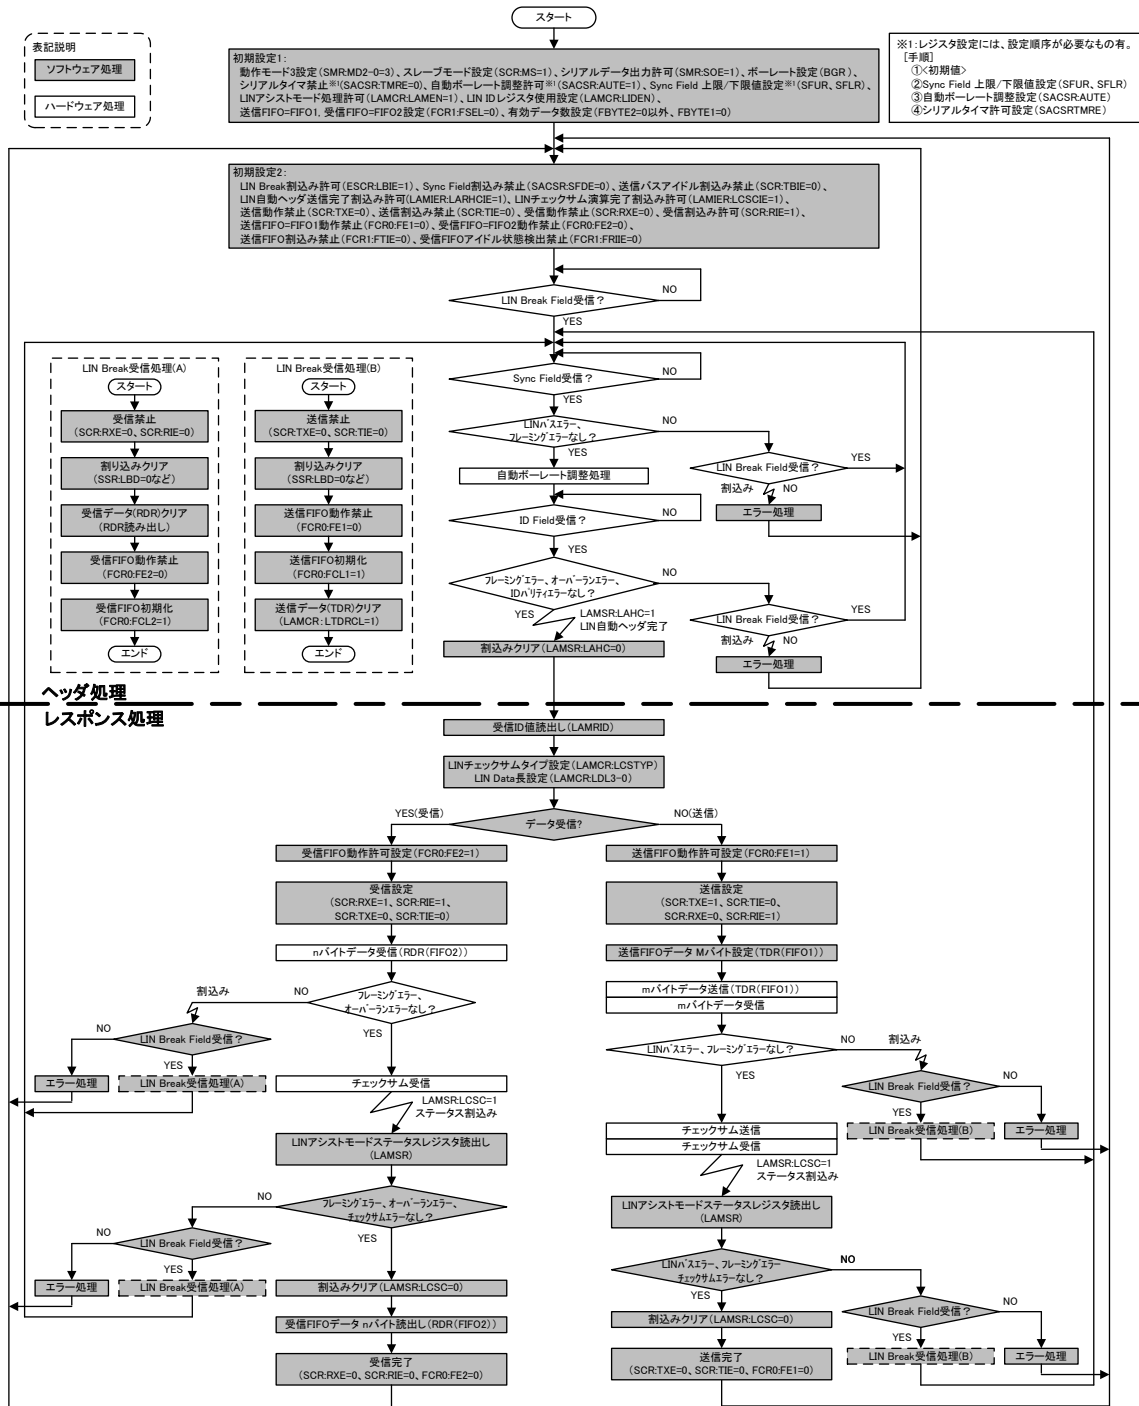 スタート
表記説明
ソフトウェア処理
ハードウェア処理
初期設定1:
動作モード3設定(SMR:MD2-0=3)、スレーブモード設定(SCR:MS=1)、シリアルデータ出力許可(SMR:SOE=1)、ボーレート設定(BGR)、
シリアルタイマ禁止※1(SACSR:TMRE=0)、自動ボーレート調整許可※1(SACSR:AUTE=1)、Sync Field 上限/下限値設定※1(SFUR, SFLR)、
LINアシストモード処理許可(LAMCR:LAMEN=1)、LIN IDレジスタ使用設定(LAMCR:LIDEN)、
送信FIFO=FIFO1, 受信FIFO=FIFO2設定(FCR1:FSEL=0)、有効データ数設定(FBYTE2=0以外、FBYTE1=0)
※1:レジスタ設定には、設定順序が必要なもの有。
[手順]
①<初期値>
②Sync Field 上限/下限値設定(SFUR, SFLR)
③自動ボーレート調整設定(SACSR:AUTE)
④シリアルタイマ許可設定(SACSRTMRE)
初期設定2:
LIN Break割込み許可(ESCR:LBIE=1)、Sync Field割込み禁止(SACSR:SFDE=0)、送信バスアイドル割込み禁止(SCR:TBIE=0)、
LIN自動ヘッダ送信完了割込み許可(LAMIER:LARHCIE=1)、LINチェックサム演算完了割込み許可(LAMIER:LCSCIE=1)、
送信動作禁止(SCR:TXE=0)、送信割込み禁止(SCR:TIE=0)、受信動作禁止(SCR:RXE=0)、受信割込み許可(SCR:RIE=1)、
送信FIFO=FIFO1動作禁止(FCR0:FE1=0)、受信FIFO=FIFO2動作禁止(FCR0:FE2=0)、
送信FIFO割込み禁止(FCR1:FTIE=0)、受信FIFOアイドル状態検出禁止(FCR1:FRIIE=0)
LIN Break Field受信？
NO
YES
LIN Break受信処理(A)
スタート
受信禁止
(SCR:RXE=0、SCR:RIE=0)
割り込みクリア
(SSR:LBD=0など)
受信データ(RDR)クリア
(RDR読み出し)
受信FIFO動作禁止
(FCR0:FE2=0)
受信FIFO初期化
(FCR0:FCL2=1)
エンド
LIN Break受信処理(B)
スタート
送信禁止
(SCR:TXE=0、SCR:TIE=0)
割り込みクリア
(SSR:LBD=0など)
送信FIFO動作禁止
(FCR0:FE1=0)
送信FIFO初期化
(FCR0:FCL1=1)
送信データ(TDR)クリア
(LAMCR:LTDRCL=1)
エンド
Sync Field受信？
NO
YES
LINバスエラー、
フレーミングエラーなし？
NO
YES
LIN Break Field受信？
YES
割込み
NO
エラー処理
自動ボーレート調整処理
ID Field受信？
NO
YES
フレーミングエラー、オーバーランエラー、
IDパリティエラーなし？
NO
YES
LAMSR:LAHC=1
LIN自動ヘッダ完了
LIN Break Field受信？
YES
割込み
NO
エラー処理
割込みクリア(LAMSR:LAHC=0)
ヘッダ処理
レスポンス処理
受信ID値読出し(LAMRID)
LINチェックサムタイプ設定(LAMCR:LCSTYP)
LIN Data長設定(LAMCR:LDL3-0)
データ受信?
YES(受信)
NO(送信)
受信FIFO動作許可設定(FCR0:FE2=1)
受信設定
(SCR:RXE=1、SCR:RIE=1、
SCR:TXE=0、SCR:TIE=0)
nバイトデータ受信(RDR(FIFO2))
フレーミングエラー、
オーバーランエラーなし？
NO
割込み
YES
LIN Break Field受信？
NO
YES
エラー処理
LIN Break受信処理(A)
チェックサム受信
LAMSR:LCSC=1
ステータス割込み
LINアシストモードステータスレジスタ読出し
(LAMSR)
フレーミングエラー、オーバーランエラー、
チェックサムエラーなし？
NO
YES
LIN Break Field受信？
NO
YES
エラー処理
LIN Break受信処理(A)
割込みクリア(LAMSR:LCSC=0)
受信FIFOデータ nバイト読出し(RDR(FIFO2))
受信完了
(SCR:RXE=0、SCR:RIE=0、FCR0:FE2=0)
送信FIFO動作許可設定(FCR0:FE1=1)
送信設定
(SCR:TXE=1、SCR:TIE=0、
SCR:RXE=0、SCR:RIE=1)
送信FIFOデータ Mバイト設定(TDR(FIFO1))
mバイトデータ送信(TDR(FIFO1))
mバイトデータ受信
LINバスエラー、フレーミングエラーなし？
NO
割込み
YES
LIN Break Field受信？
NO
YES
LIN Break受信処理(B)
エラー処理
チェックサム送信
チェックサム受信
LAMSR:LCSC=1
ステータス割込み
LINアシストモードステータスレジスタ読出し
(LAMSR)
LINバスエラー、フレーミングエラー
チェックサムエラーなし？
NO
YES
LIN Break Field受信？
NO
YES
LIN Break受信処理(B)
エラー処理
割込みクリア(LAMSR:LCSC=0)
送信完了
(SCR:TXE=0、SCR:TIE=0、FCR0:FE1=0)